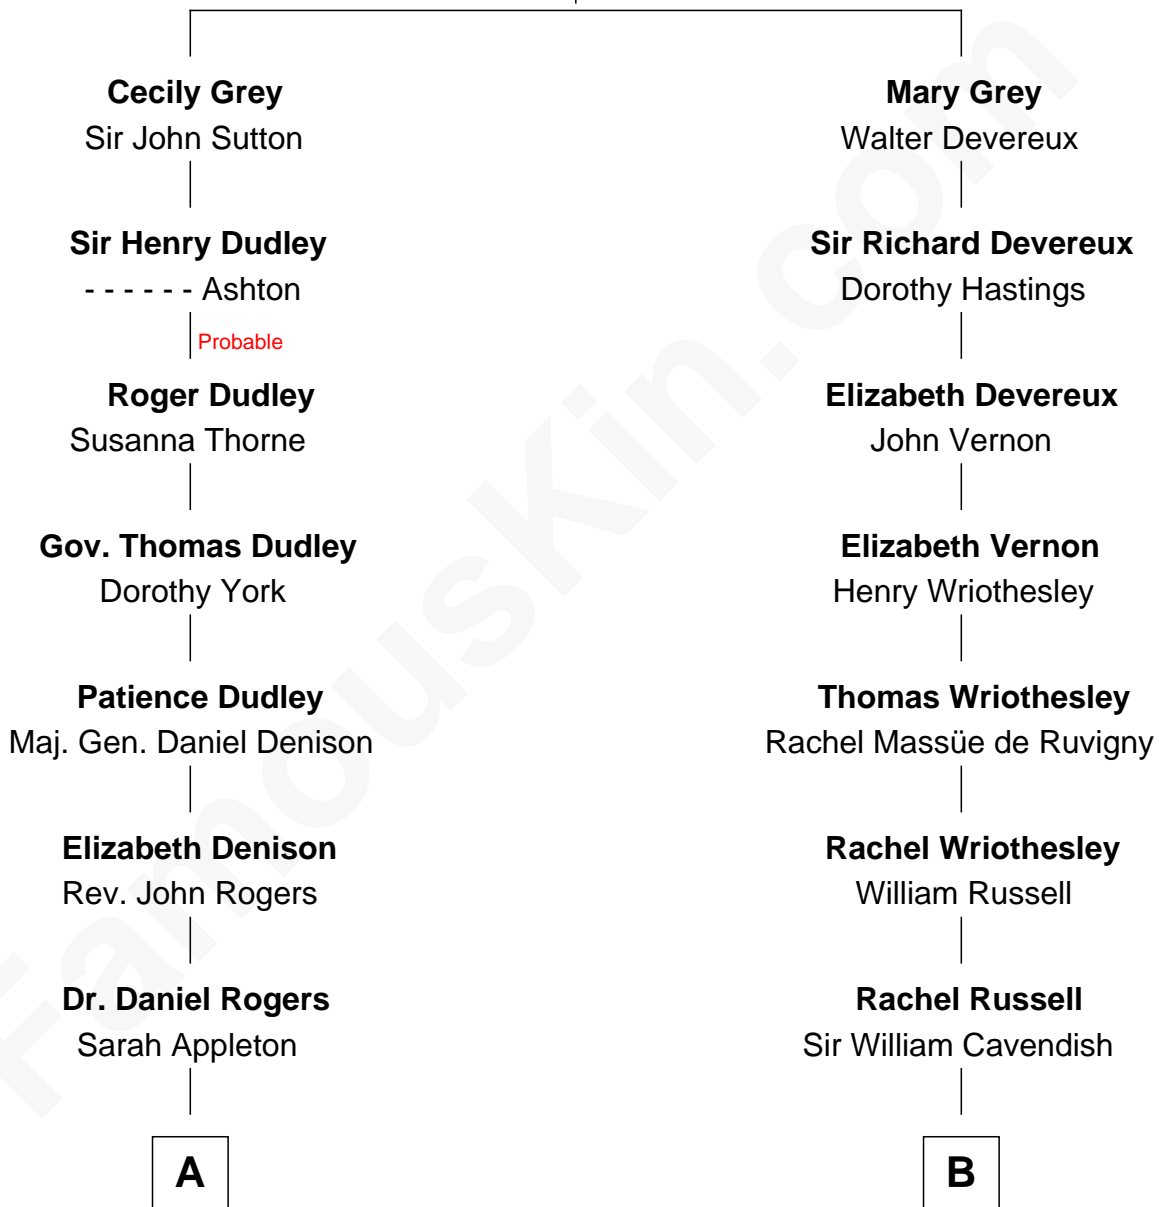 Cecily Grey
Sir John Sutton
Mary Grey
Walter Devereux
Sir Henry Dudley
- - - - - - Ashton
Sir Richard Devereux
Dorothy Hastings
Probable
Roger Dudley
Susanna Thorne
Elizabeth Devereux
John Vernon
Gov. Thomas Dudley
Dorothy York
Elizabeth Vernon
Henry Wriothesley
Patience Dudley
Maj. Gen. Daniel Denison
Thomas Wriothesley
Rachel Massüe de Ruvigny
Elizabeth Denison
Rev. John Rogers
Rachel Wriothesley
William Russell
Dr. Daniel Rogers
Sarah Appleton
Rachel Russell
Sir William Cavendish
A
B
FamousKin.com